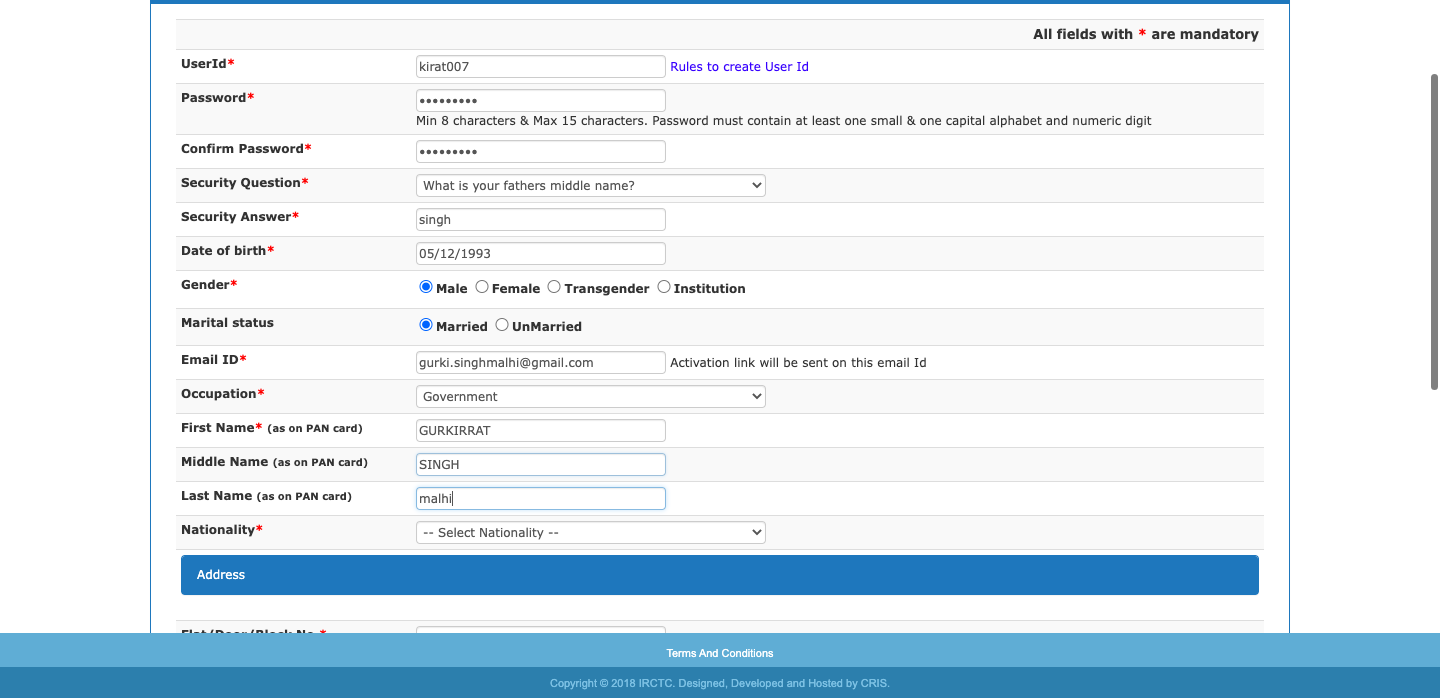 All fields with * are mandatory
UserId* kirat007 Rules to create User Id
Password* •••••••••
Min 8 characters & Max 15 characters. Password must contain at least one small & one capital alphabet and numeric digit
Confirm Password* •••••••••
Security Question* What is your fathers middle name?
Security Answer* singh
Date of birth* 05/12/1993
Gender* Male Female Transgender Institution
Marital status Married UnMarried
Email ID* gurki.singhmalhi@gmail.com Activation link will be sent on this email Id
Occupation* Government
First Name* (as on PAN card) GURKIRRAT
Middle Name (as on PAN card) SINGH
Last Name (as on PAN card) malhi
Nationality* -- Select Nationality --
Address
Flat/Door/Block No.*
Terms And Conditions
Copyright © 2018 IRCTC. Designed, Developed and Hosted by CRIS.